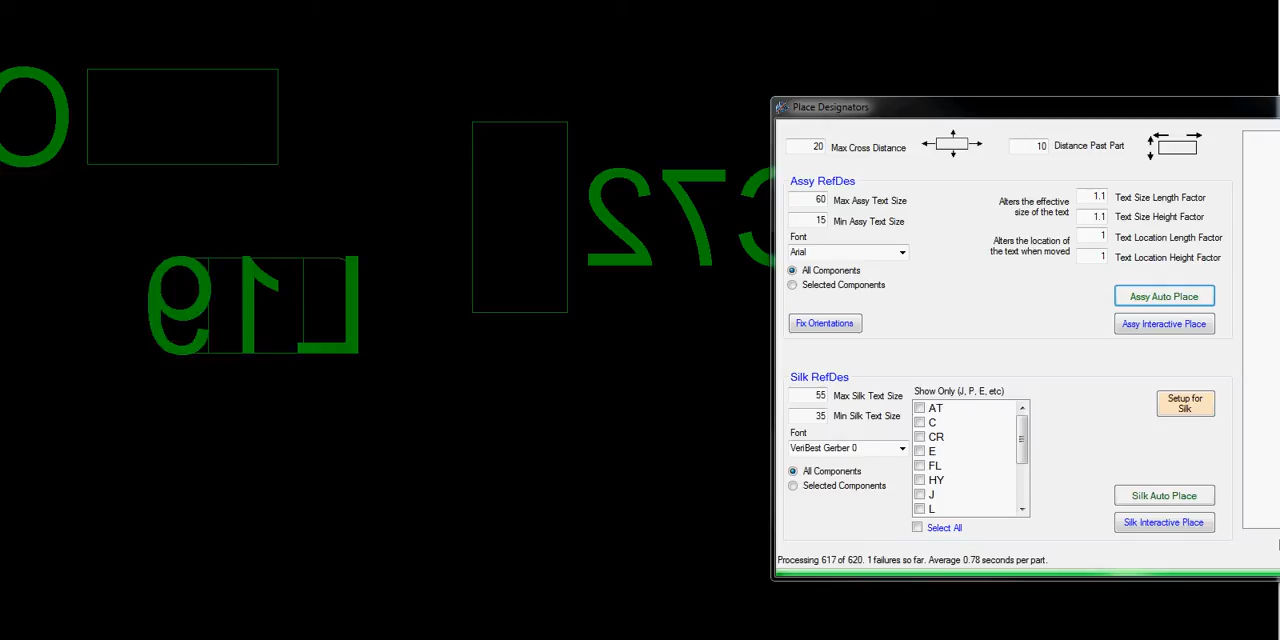 Place Designators
20 Max Cross Distance
10 Distance Past Part
Assy RefDes
60 Max Assy Text Size
15 Min Assy Text Size
Font
Arial
All Components
Selected Components
Fix Orientations
Alters the effective
size of the text
1.1 Text Size Length Factor
1.1 Text Size Height Factor
Alters the location of
the text when moved
1 Text Location Length Factor
1 Text Location Height Factor
Assy Auto Place
Assy Interactive Place
Silk RefDes
55 Max Silk Text Size
35 Min Silk Text Size
Font
VeriBest Gerber 0
All Components
Selected Components
Show Only (J, P, E, etc)
AT
C
CR
E
FL
HY
J
L
Select All
Setup for
Silk
Silk Auto Place
Silk Interactive Place
Processing 617 of 620. 1 failures so far. Average 0.78 seconds per part.
C72
L19